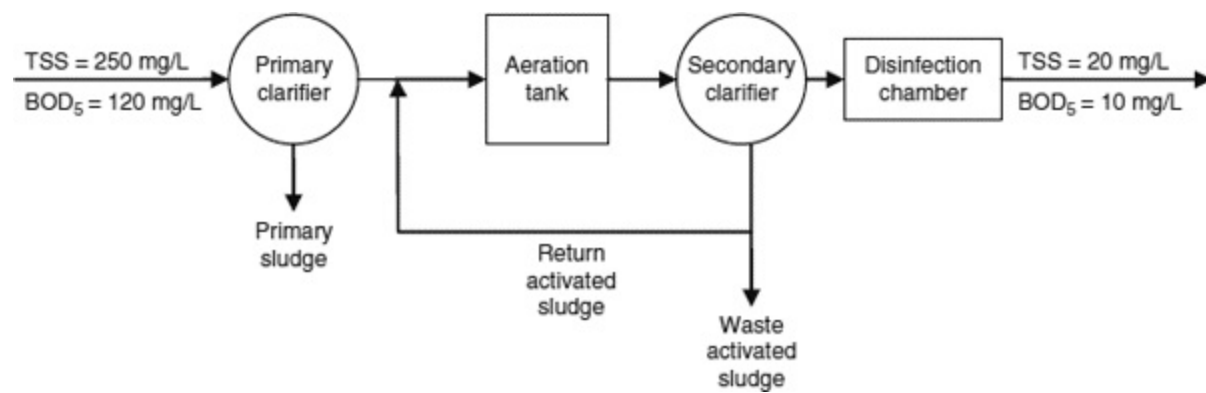 TSS = 250 mg/L
BOD₅ = 120 mg/L
Primary
clarifier
Aeration
tank
Secondary
clarifier
Disinfection
chamber
TSS = 20 mg/L
BOD₅ = 10 mg/L
Primary
sludge
Return
activated
sludge
Waste
activated
sludge